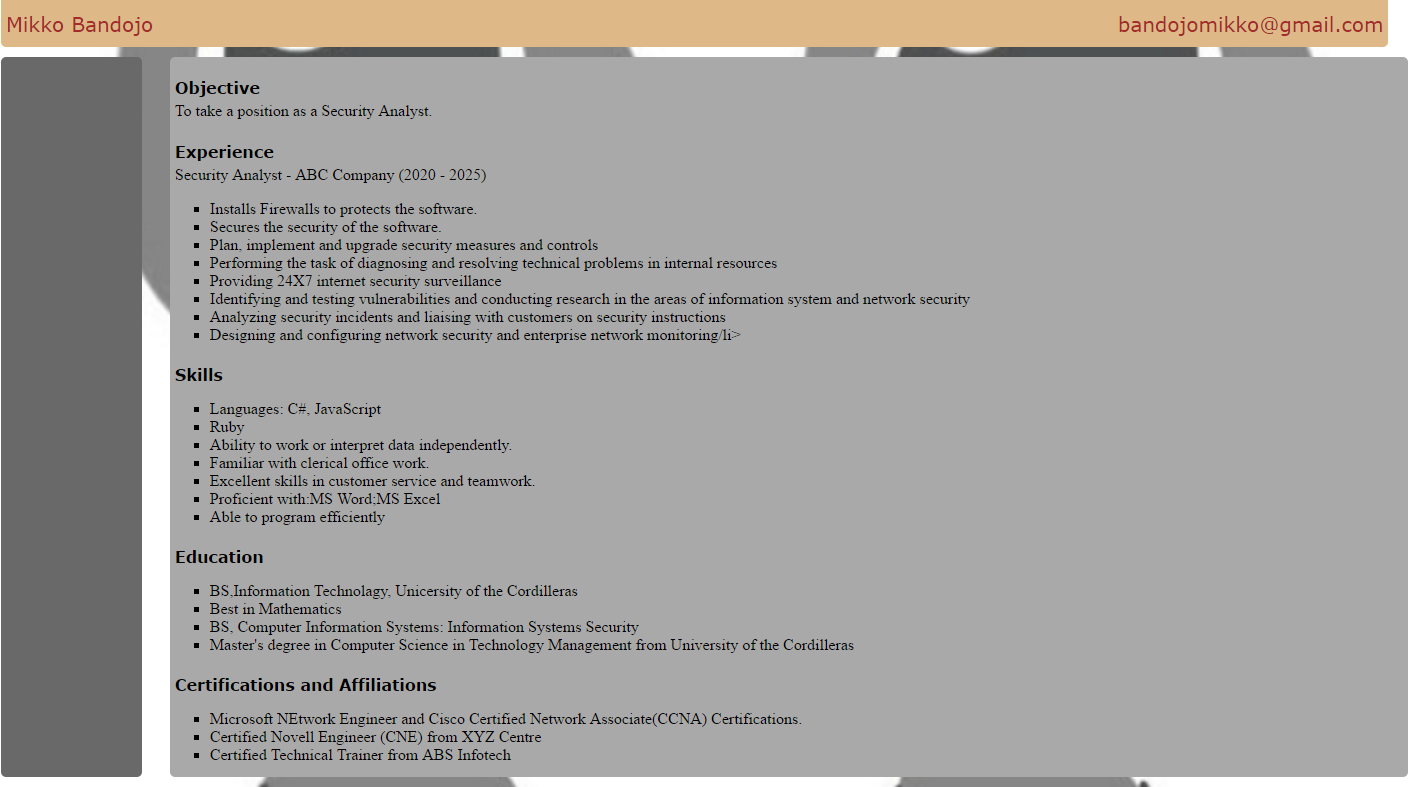 Mikko Bandojo
bandojomikko@gmail.com
Objective
To take a position as a Security Analyst.
Experience
Security Analyst - ABC Company (2020 - 2025)
Installs Firewalls to protects the software.
Secures the security of the software.
Plan, implement and upgrade security measures and controls
Performing the task of diagnosing and resolving technical problems in internal resources
Providing 24X7 internet security surveillance
Identifying and testing vulnerabilities and conducting research in the areas of information system and network security
Analyzing security incidents and liaising with customers on security instructions
Designing and configuring network security and enterprise network monitoring/li>
Skills
Languages: C#, JavaScript
Ruby
Ability to work or interpret data independently.
Familiar with clerical office work.
Excellent skills in customer service and teamwork.
Proficient with:MS Word;MS Excel
Able to program efficiently
Education
BS,Information Technolagy, Unicersity of the Cordilleras
Best in Mathematics
BS, Computer Information Systems: Information Systems Security
Master's degree in Computer Science in Technology Management from University of the Cordilleras
Certifications and Affiliations
Microsoft NEtwork Engineer and Cisco Certified Network Associate(CCNA) Certifications.
Certified Novell Engineer (CNE) from XYZ Centre
Certified Technical Trainer from ABS Infotech